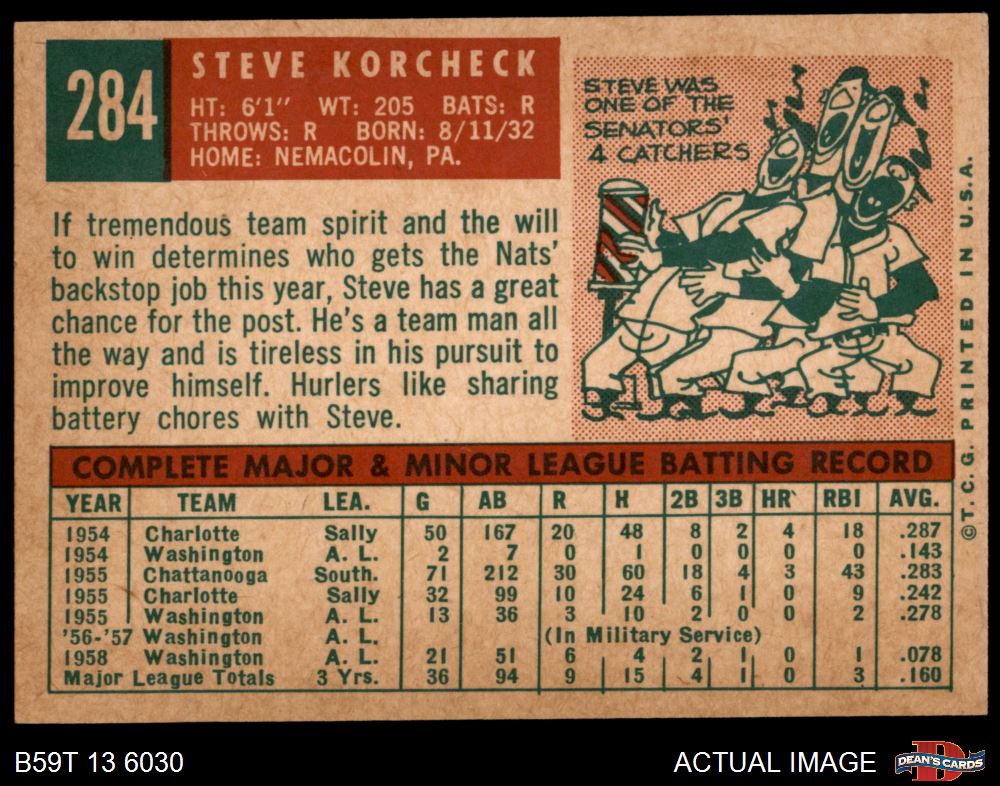 284
STEVE KORCHECK
HT: 6'1" WT: 205 BATS: R
THROWS: R BORN: 8/11/32
HOME: NEMACOLIN, PA.
STEVE WAS
ONE OF THE
SENATORS'
4 CATCHERS
If tremendous team spirit and the will
to win determines who gets the Nats'
backstop job this year, Steve has a great
chance for the post. He's a team man all
the way and is tireless in his pursuit to
improve himself. Hurlers like sharing
battery chores with Steve.
COMPLETE MAJOR & MINOR LEAGUE BATTING RECORD
YEAR TEAM LEA. G AB R H 2B 3B HR RBI AVG.
1954 Charlotte Sally 50 167 20 48 8 2 4 18 .287
1954 Washington A. L. 2 7 0 1 0 0 0 0 .143
1955 Chattanooga South. 71 212 30 60 18 4 3 43 .283
1955 Charlotte Sally 32 99 10 24 6 1 0 9 .242
1955 Washington A. L. 13 36 3 10 2 0 0 2 .278
'56-'57 Washington A. L. (In Military Service)
1958 Washington A. L. 21 51 6 4 2 1 0 1 .078
Major League Totals 3 Yrs. 36 94 9 15 4 1 0 3 .160
© T. C. G. PRINTED IN U.S.A.
B59T 13 6030
ACTUAL IMAGE
DEAN'S CARDS